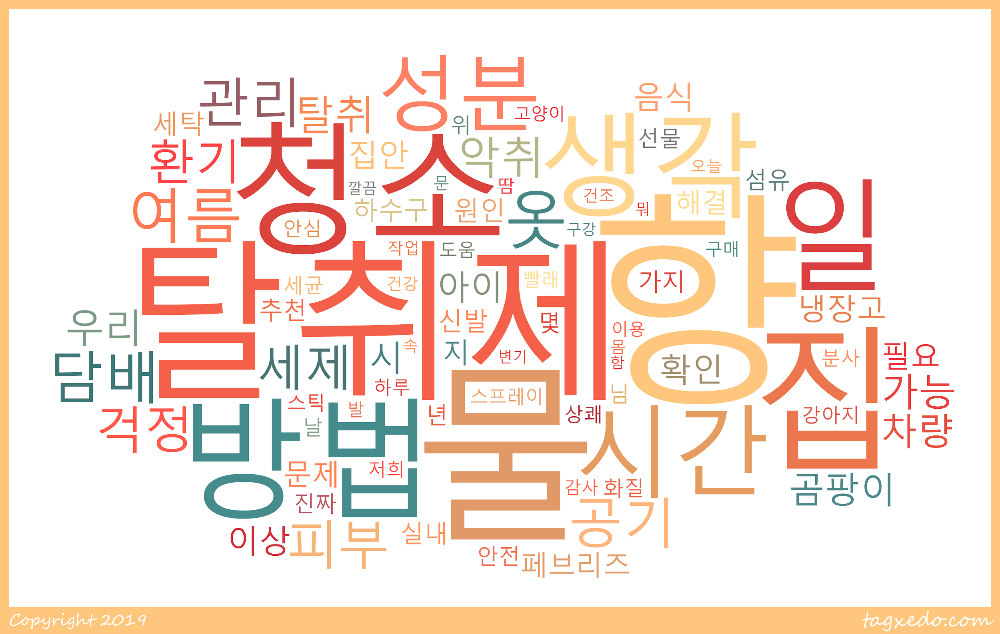 성분
음식
관리
탈취
고양이
세탁
위
생각
선물
환기
청소
집안
악취
오늘
섬유
깔끔
문
땀
건조
해결
일
여름
하수구
원인
옷
뭐
안심
구강
고양
탈취제
작업
도움
구매
세균
건강
아이
빨래
가지
추천
냉장고
우리
신발
몇
이용
담배
세제
시
속
지
변기
몸
함
확인
집
분사
필요
하루
스프레이
님
가능
걱정
스틱
발
년
물
상쾌
강아지
차량
방법
날
시간
문제
저희
감사
화질
곰팡이
진짜
이상
피부
실내
공기
안전
페브리즈
Copyright 2019
tagxedo.com